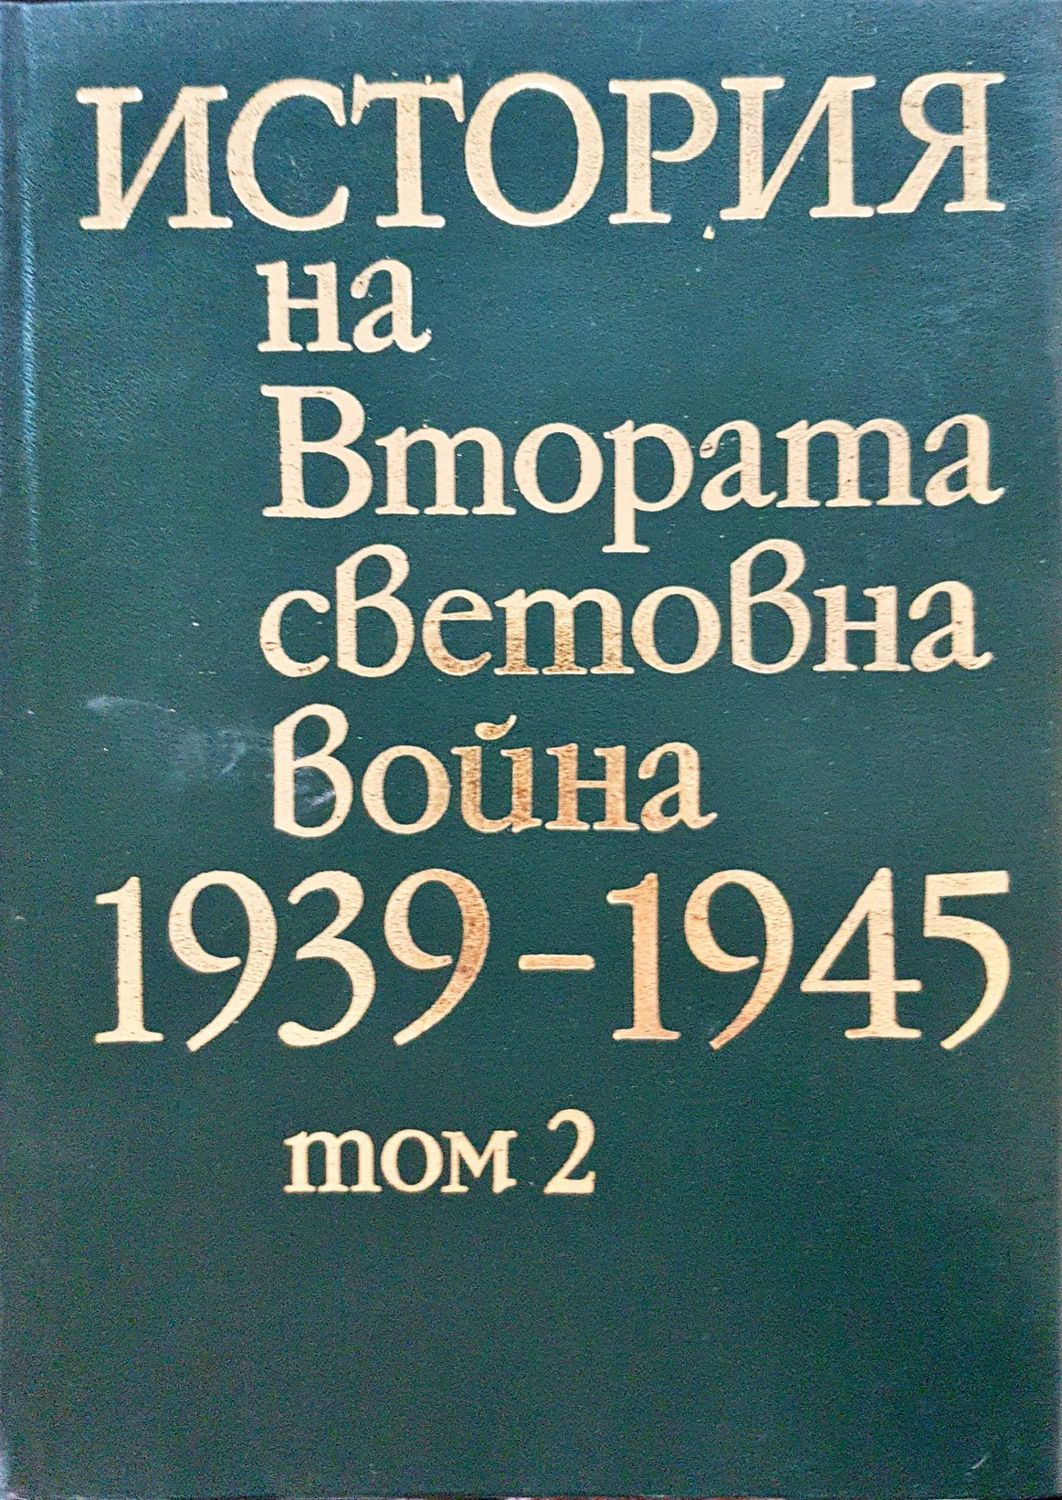 ИСТОРИЯ
на
Втората
световна
война
1939–1945
том 2